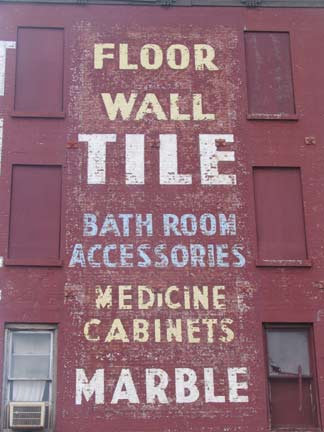 FLOOR
WALL
TILE
BATH ROOM
ACCESSORIES
MEDiCiNE
CABINETS
MARBLE